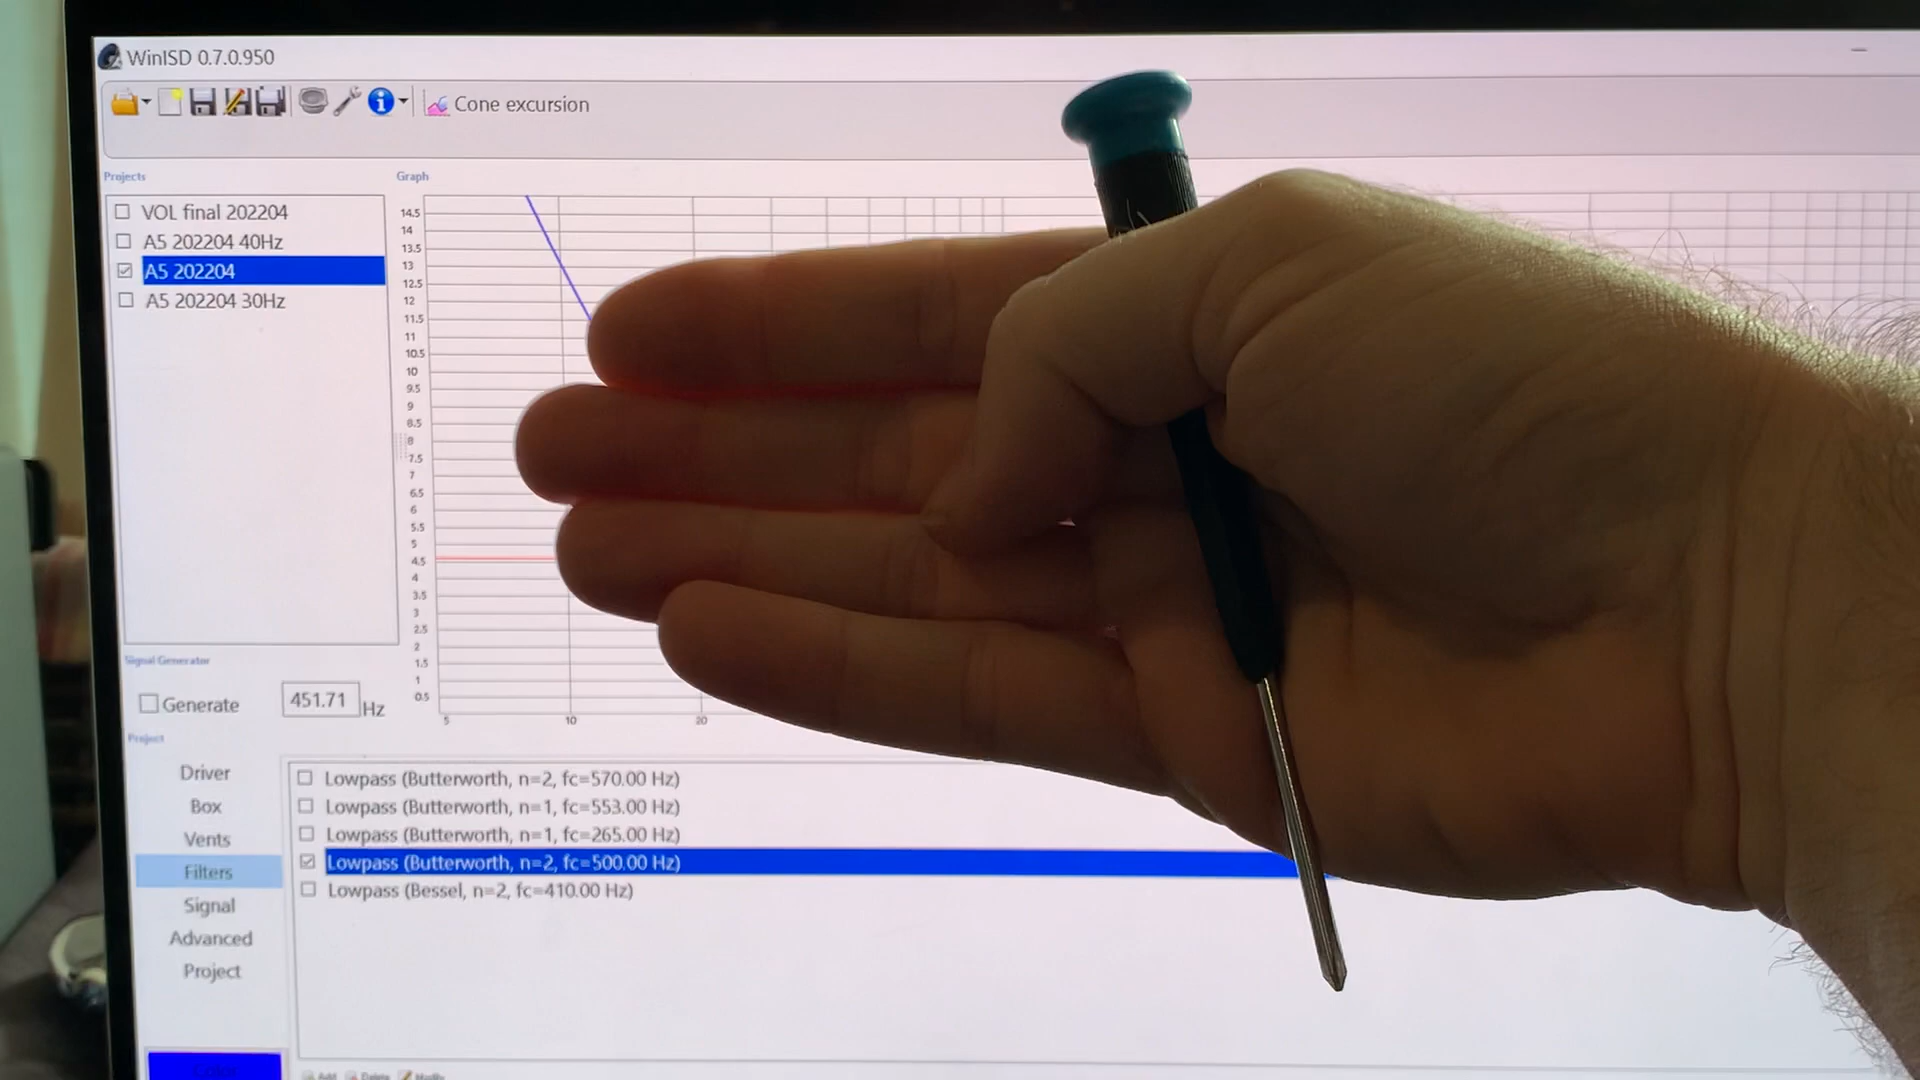 WinISD 0.7.0.950
Cone excursion
Projects
VOL final 202204
A5 202204 40Hz
A5 202204
A5 202204 30Hz
Graph
14.5
14
13.5
13
12.5
12
11.5
11
10.5
10
9.5
9
8.5
8
7.5
7
6.5
6
5.5
5
4.5
4
3.5
3
2.5
2
1.5
1
0.5
5
10
20
Signal Generator
Generate
451.71
Hz
Project
Driver
Box
Vents
Filters
Signal
Advanced
Project
Color
Lowpass (Butterworth, n=2, fc=570.00 Hz)
Lowpass (Butterworth, n=1, fc=553.00 Hz)
Lowpass (Butterworth, n=1, fc=265.00 Hz)
Lowpass (Butterworth, n=2, fc=500.00 Hz)
Lowpass (Bessel, n=2, fc=410.00 Hz)
Add
Delete
Modify